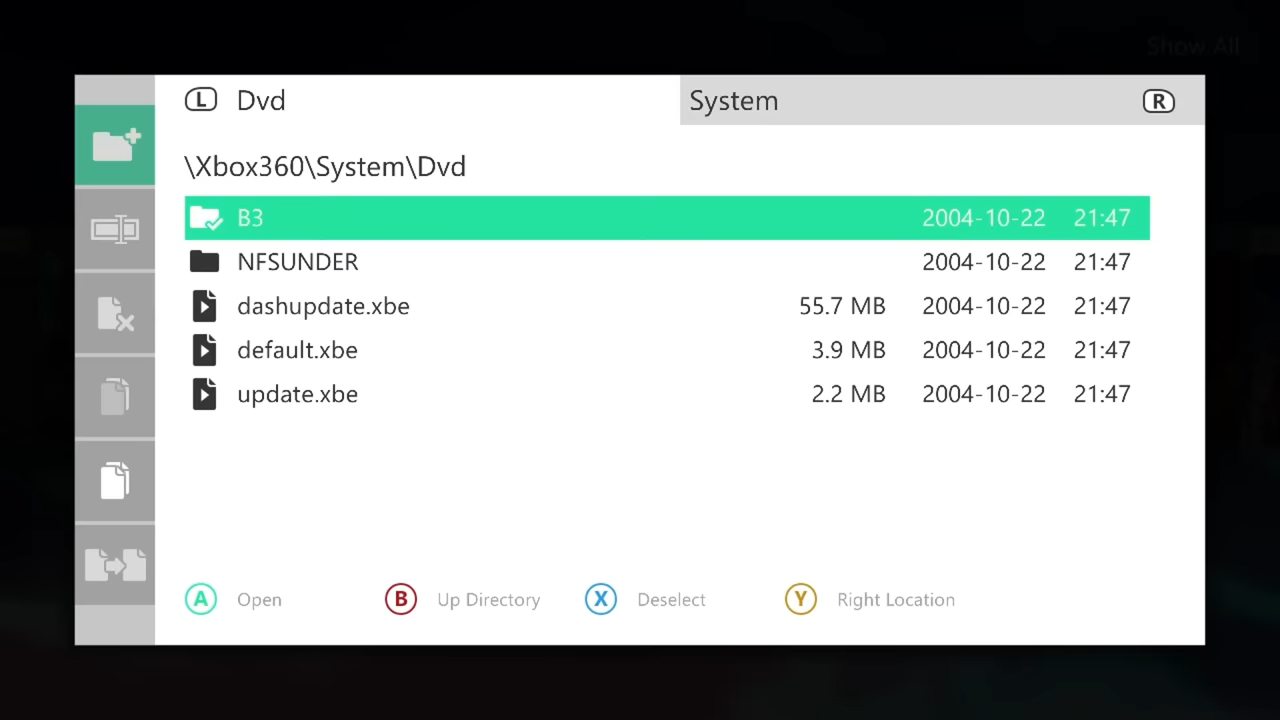 Show All
L Dvd System R
\Xbox360\System\Dvd
B3 2004-10-22 21:47
NFSUNDER 2004-10-22 21:47
dashupdate.xbe 55.7 MB 2004-10-22 21:47
default.xbe 3.9 MB 2004-10-22 21:47
update.xbe 2.2 MB 2004-10-22 21:47
A Open B Up Directory X Deselect Y Right Location